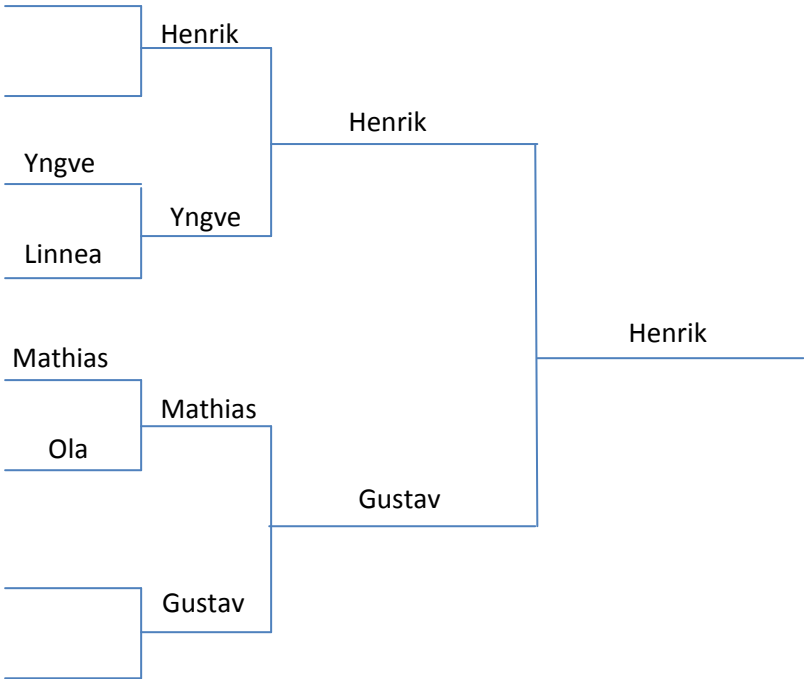 Henrik
Henrik
Yngve
Yngve
Linnea
Henrik
Mathias
Mathias
Ola
Gustav
Gustav